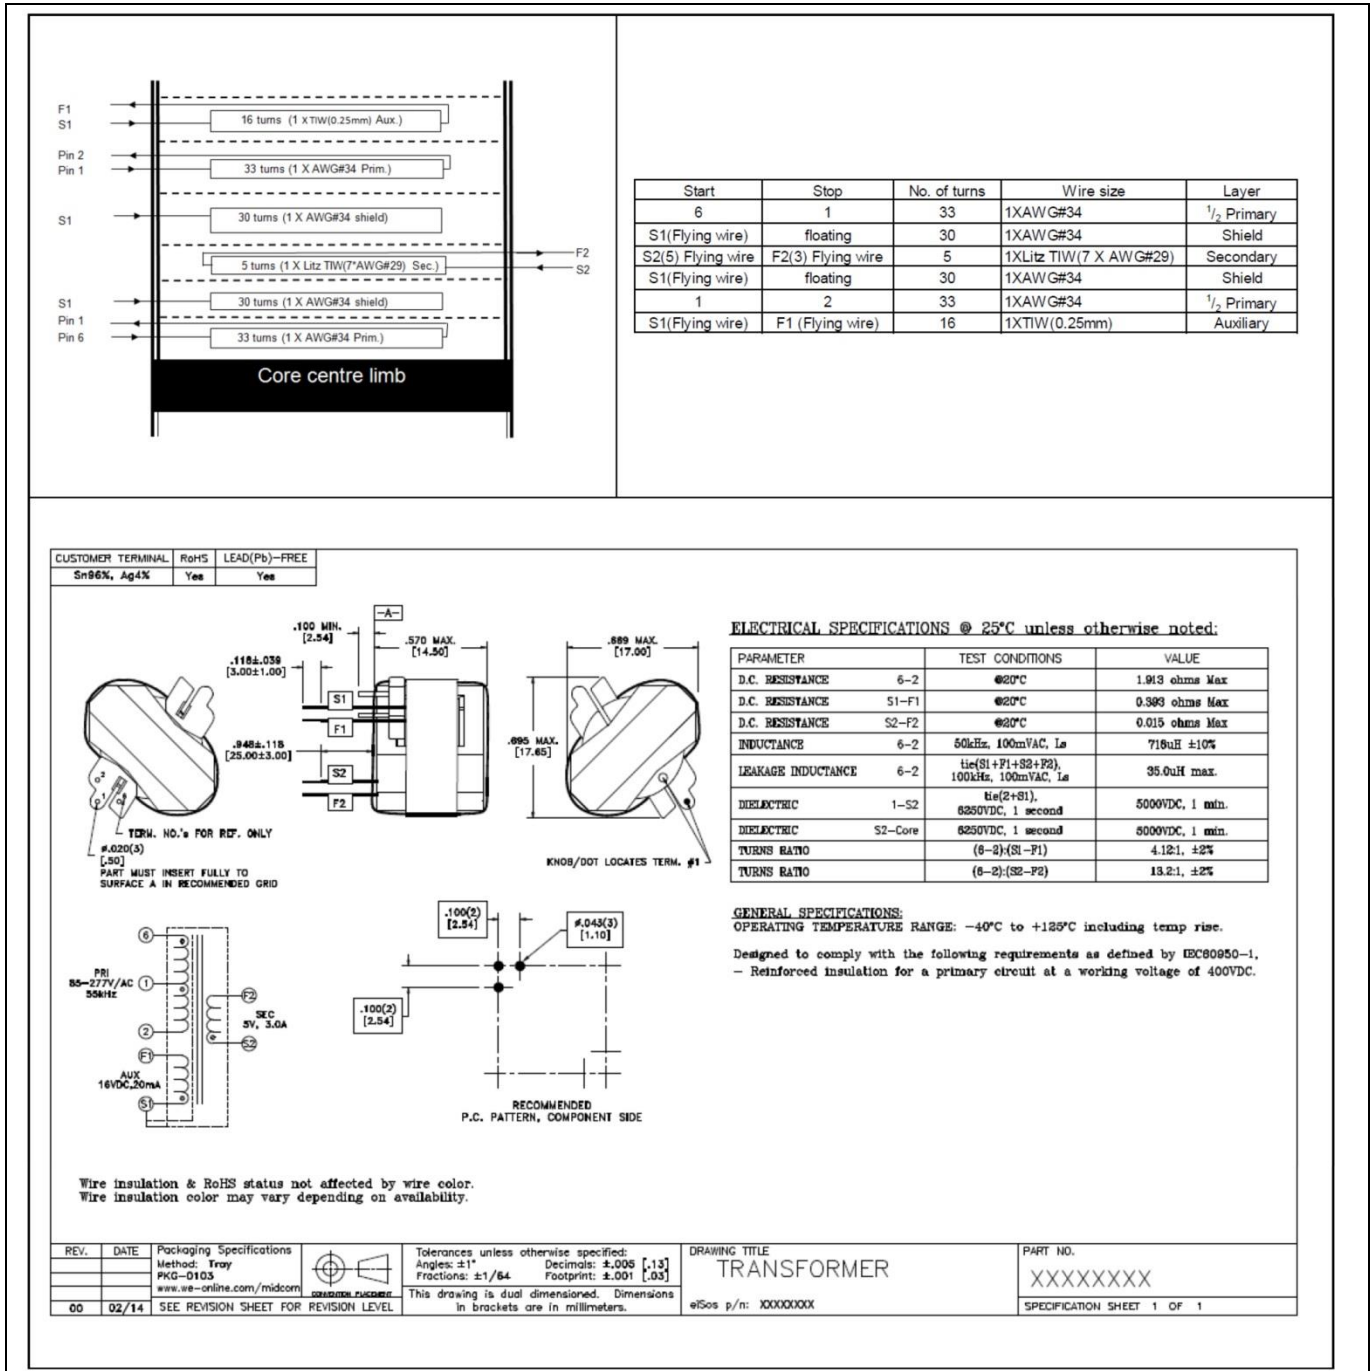 F1
S1
16 turns (1 x TIW(0.25mm) Aux.)
Pin 2
Pin 1
33 turns (1 X AWG#34 Prim.)
S1
30 turns (1 X AWG#34 shield)
F2
5 turns (1 X Litz TIW(7*AWG#29) Sec.)
S2
S1
30 turns (1 X AWG#34 shield)
Pin 1
Pin 6
33 turns (1 X AWG#34 Prim.)
Core centre limb
Start Stop No. of turns Wire size Layer
6 1 33 1XAWG#34 1/2 Primary
S1(Flying wire) floating 30 1XAWG#34 Shield
S2(5) Flying wire F2(3) Flying wire 5 1XLitz TIW(7 X AWG#29) Secondary
S1(Flying wire) floating 30 1XAWG#34 Shield
1 2 33 1XAWG#34 1/2 Primary
S1(Flying wire) F1 (Flying wire) 16 1XTIW(0.25mm) Auxiliary
CUSTOMER TERMINAL RoHS LEAD(Pb)-FREE
Sn96%, Ag4% Yes Yes
-A-
.100 MIN.
[2.54]
.570 MAX.
[14.50]
.669 MAX.
[17.00]
.118±.039
[3.00±1.00]
S1
F1
.948±.118
[25.00±3.00]
.695 MAX.
[17.65]
S2
F2
2
1
6
TERM. NO.'s FOR REF. ONLY
ø.020(3)
[.50]
PART MUST INSERT FULLY TO
SURFACE A IN RECOMMENDED GRID
KNOB/DOT LOCATES TERM. #1
ELECTRICAL SPECIFICATIONS @ 25°C unless otherwise noted:
PARAMETER TEST CONDITIONS VALUE
D.C. RESISTANCE 6-2 @20°C 1.913 ohms Max
D.C. RESISTANCE S1-F1 @20°C 0.393 ohms Max
D.C. RESISTANCE S2-F2 @20°C 0.015 ohms Max
INDUCTANCE 6-2 50kHz, 100mVAC, Ls 716uH ±10%
LEAKAGE INDUCTANCE 6-2 tie(S1+F1+S2+F2),
100kHz, 100mVAC, Ls 35.0uH max.
DIELECTRIC 1-S2 tie(2+S1),
6250VDC, 1 second 5000VDC, 1 min.
DIELECTRIC S2-Core 6250VDC, 1 second 5000VDC, 1 min.
TURNS RATIO (6-2):(S1-F1) 4.12:1, ±2%
TURNS RATIO (6-2):(S2-F2) 13.2:1, ±2%
GENERAL SPECIFICATIONS:
OPERATING TEMPERATURE RANGE: -40°C to +125°C including temp rise.
Designed to comply with the following requirements as defined by IEC60950-1,
- Reinforced insulation for a primary circuit at a working voltage of 400VDC.
6
PRI
85-277V/AC
55kHz
1
2
F2
SEC
5V, 3.0A
S2
F1
AUX
16VDC,20mA
S1
.100(2)
[2.54]
ø.043(3)
[1.10]
.100(2)
[2.54]
RECOMMENDED
P.C. PATTERN, COMPONENT SIDE
Wire insulation & RoHS status not affected by wire color.
Wire insulation color may vary depending on availability.
REV. DATE
00 02/14
Packaging Specifications
Method: Tray
PKG-0103
www.we-online.com/midcom
CONVENTION PLACEMENT
SEE REVISION SHEET FOR REVISION LEVEL
Tolerances unless otherwise specified:
Angles: ±1° Decimals: ±.005 [.13]
Fractions: ±1/64 Footprint: ±.001 [.03]
This drawing is dual dimensioned. Dimensions
in brackets are in millimeters.
DRAWING TITLE
TRANSFORMER
elSos p/n: XXXXXXXX
PART NO.
XXXXXXXX
SPECIFICATION SHEET 1 OF 1